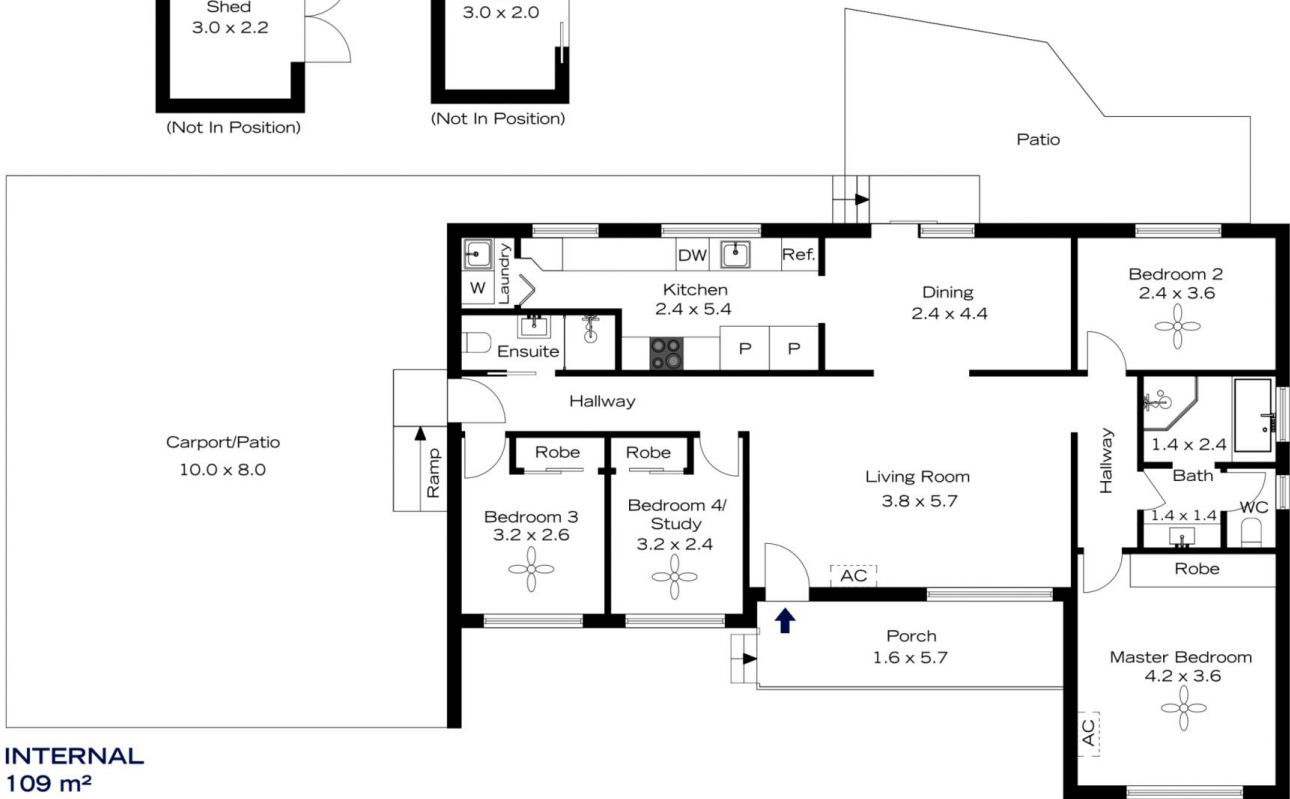 Shed
3.0 x 2.2
(Not In Position)
3.0 x 2.0
(Not In Position)
Patio
Carport/Patio
10.0 x 8.0
Ramp
W
Laundry
DW
Ref.
Kitchen
2.4 x 5.4
P
P
Ensuite
Dining
2.4 x 4.4
Bedroom 2
2.4 x 3.6
Hallway
Robe
Robe
Bedroom 3
3.2 x 2.6
Bedroom 4/
Study
3.2 x 2.4
Living Room
3.8 x 5.7
AC
Hallway
1.4 x 2.4
Bath
1.4 x 1.4
WC
Robe
Porch
1.6 x 5.7
Master Bedroom
4.2 x 3.6
AC
INTERNAL
109 m²